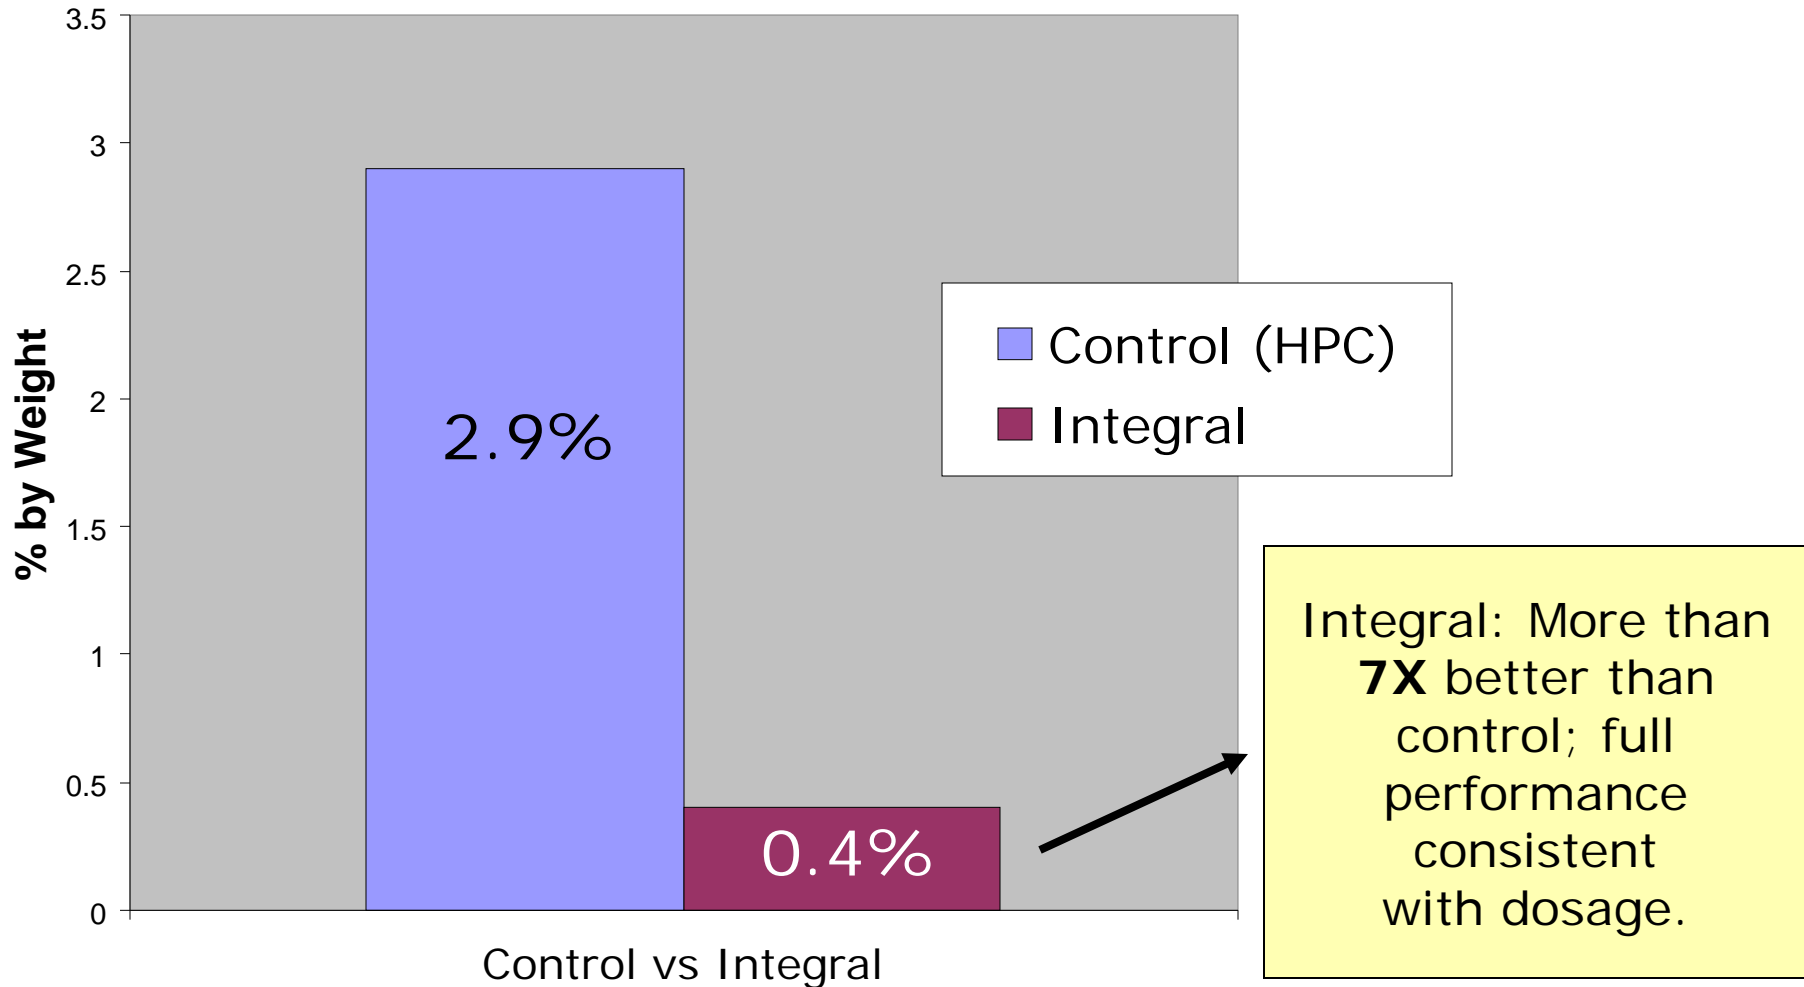 3.5
3
2.5
2
1.5
1
0.5
0
% by Weight
2.9%
0.4%
Control (HPC)
Integral
Integral: More than
7X better than
control; full
performance
consistent
with dosage.
Control vs Integral